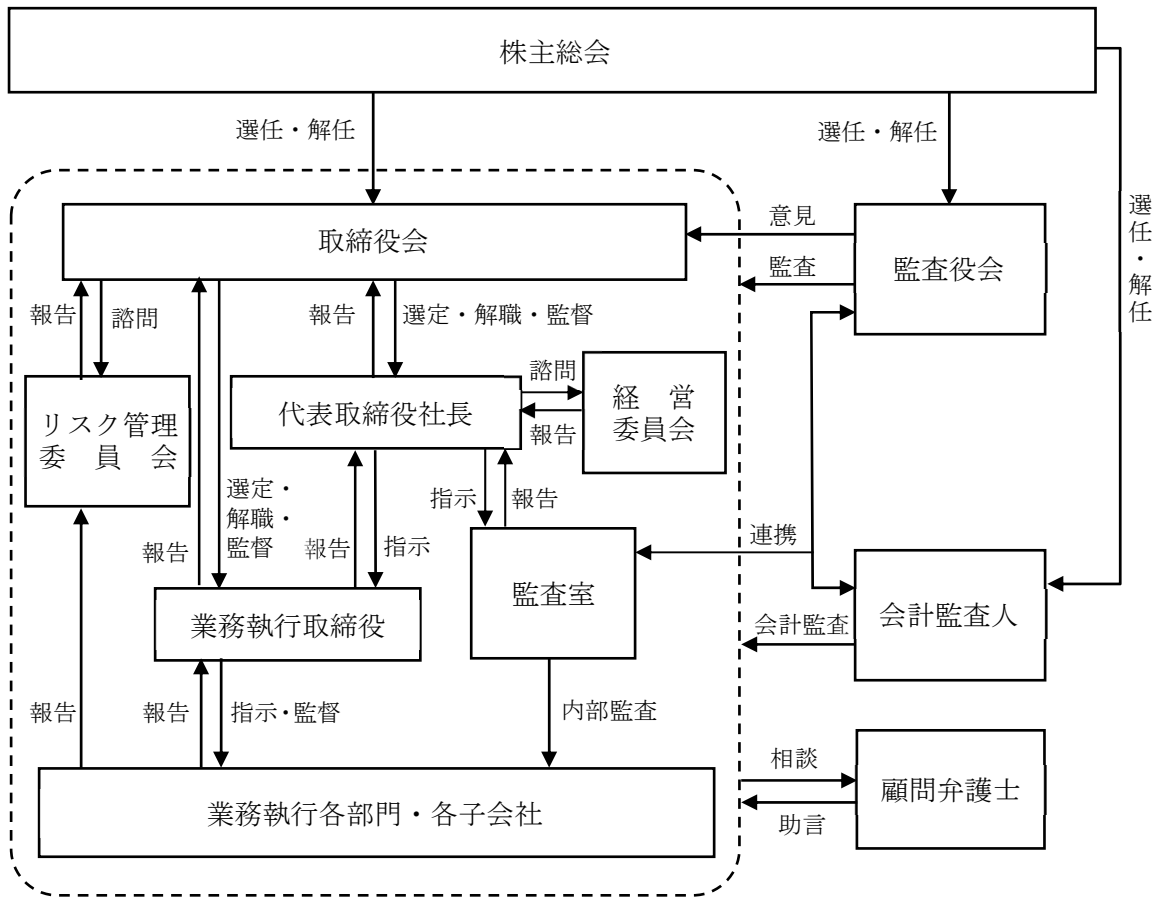 株主総会
選任・解任
選任・解任
選任・解任
取締役会
意見
監査
監査役会
報告
諮問
報告
選定・解職・監督
諮問
報告
経　営
委員会
リスク管理
委　員　会
代表取締役社長
選定・
解職・
監督
報告
報告
指示
指示
報告
連携
監査室
業務執行取締役
会計監査人
会計監査
報告
報告
指示・監督
内部監査
相談
助言
顧問弁護士
業務執行各部門・各子会社